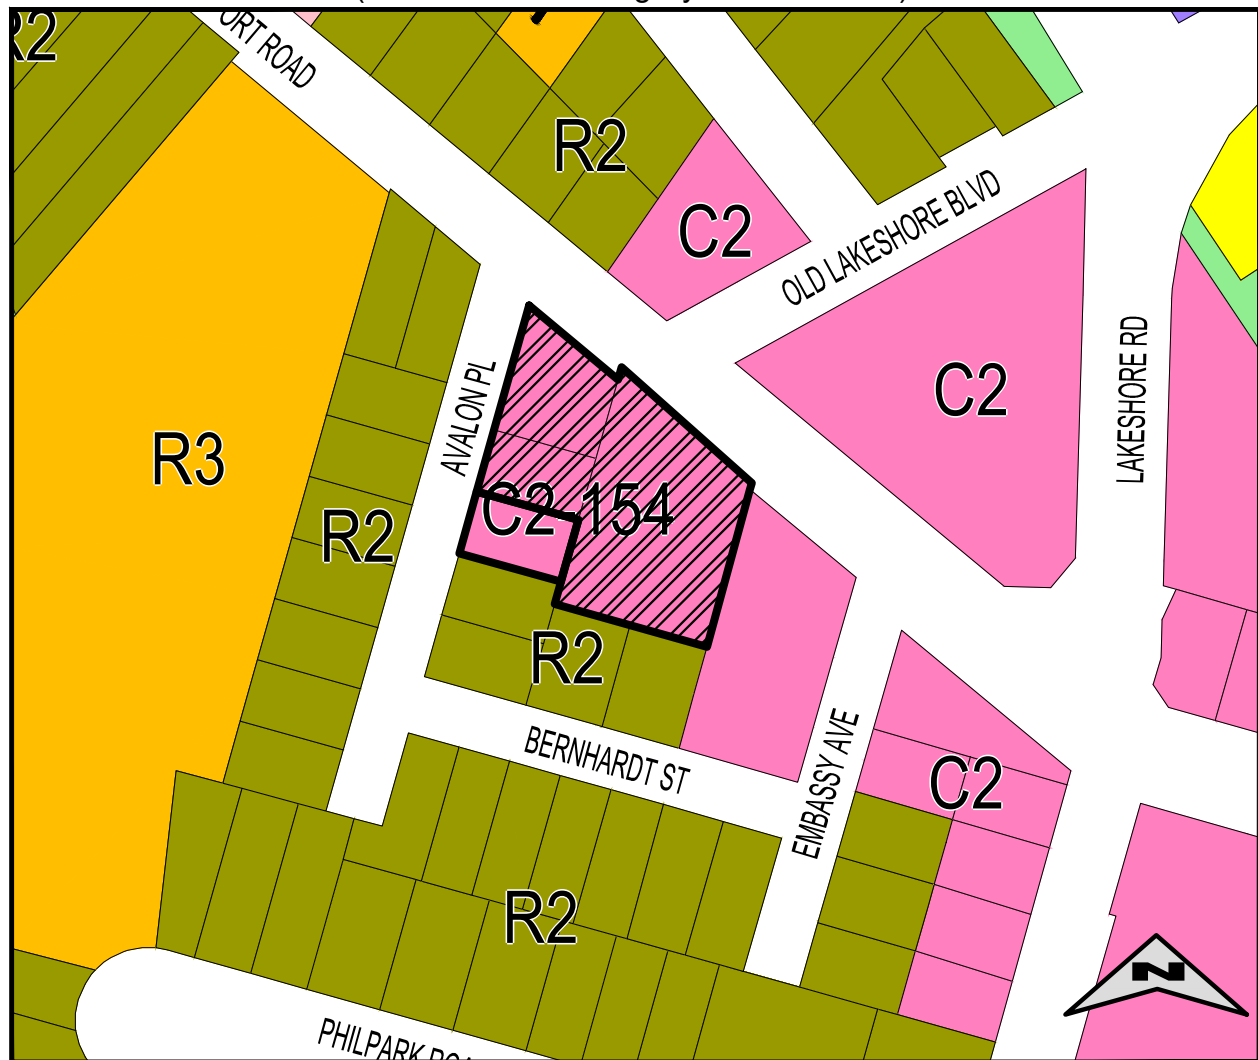 R2
ORT ROAD
R2
C2
OLD LAKESHORE BLVD
C2
LAKESHORE RD
AVALON PL
R3
C2-154
R2
R2
BERNHARDT ST
EMBASSY AVE
C2
R2
PHILPARK
N